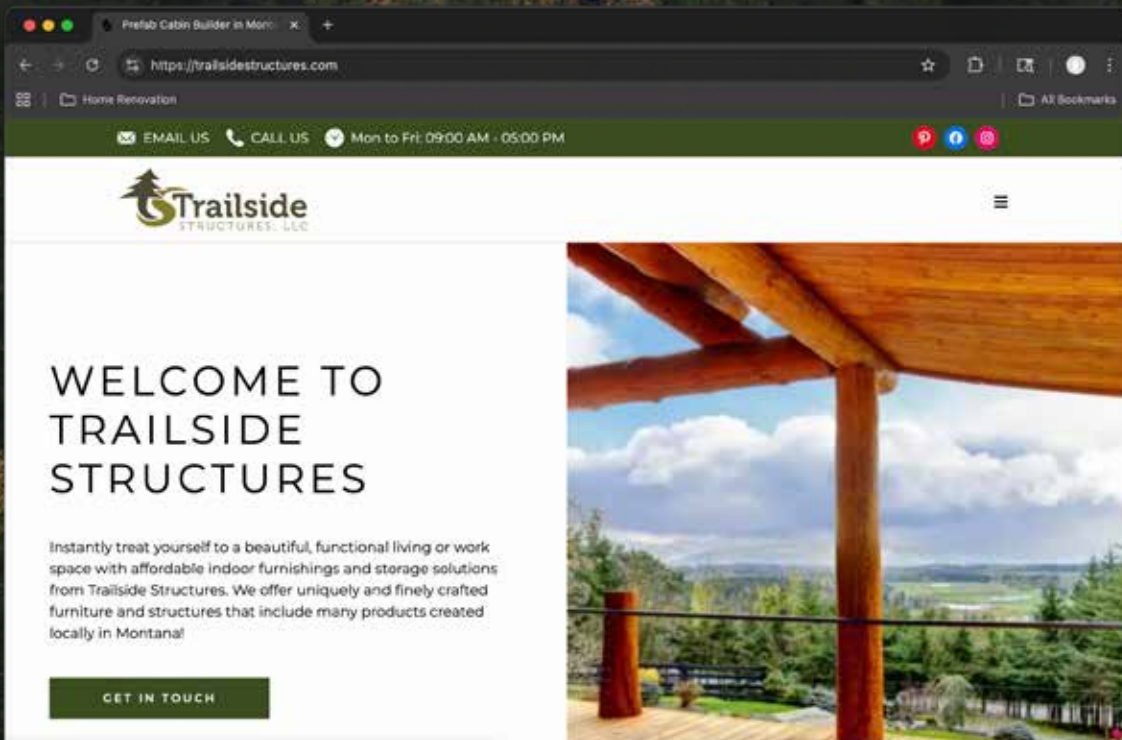 Prefab Cabin Builder in Mont
https://trailsidestructures.com
Home Renovation
All Bookmarks
EMAIL US CALL US Mon to Fri: 09:00 AM - 05:00 PM
Trailside
STRUCTURES, LLC
WELCOME TO
TRAILSIDE
STRUCTURES
Instantly treat yourself to a beautiful, functional living or work
space with affordable indoor furnishings and storage solutions
from Trailside Structures. We offer uniquely and finely crafted
furniture and structures that include many products created
locally in Montana!
GET IN TOUCH